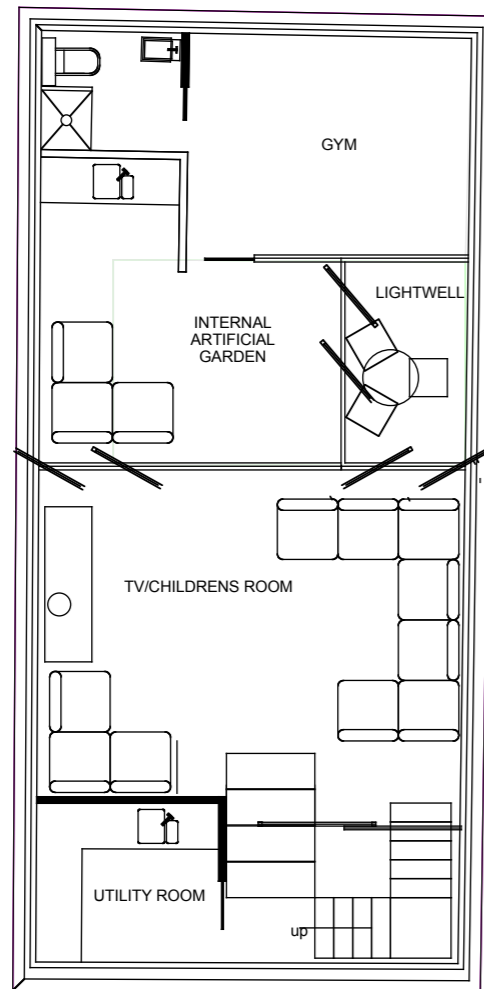 GYM
LIGHTWELL
INTERNAL
ARTIFICIAL
GARDEN
TV/CHILDRENS ROOM
UTILITY ROOM
up